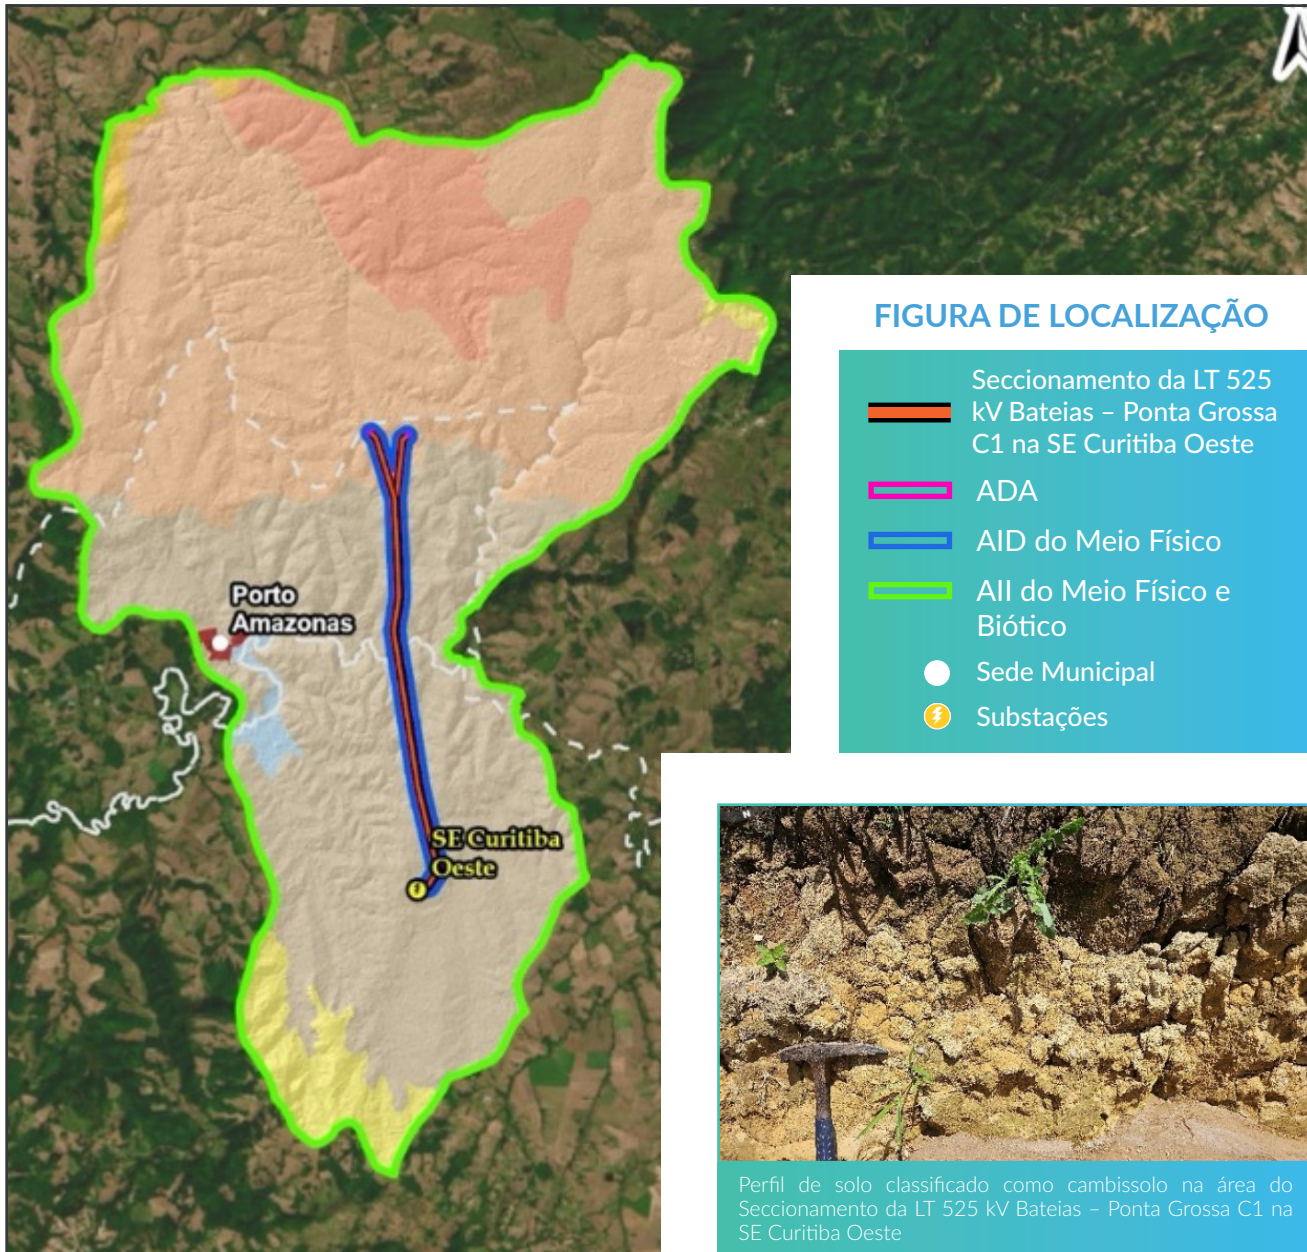 FIGURA DE LOCALIZAÇÃO
Seccionamento da LT 525
kV Bateias – Ponta Grossa
C1 na SE Curitiba Oeste
ADA
AID do Meio Físico
AII do Meio Físico e
Biótico
Sede Municipal
Substações
Porto
Amazonas
SE Curitiba
Oeste
Perfil de solo classificado como cambissolo na área do
Seccionamento da LT 525 kV Bateias – Ponta Grossa C1 na
SE Curitiba Oeste